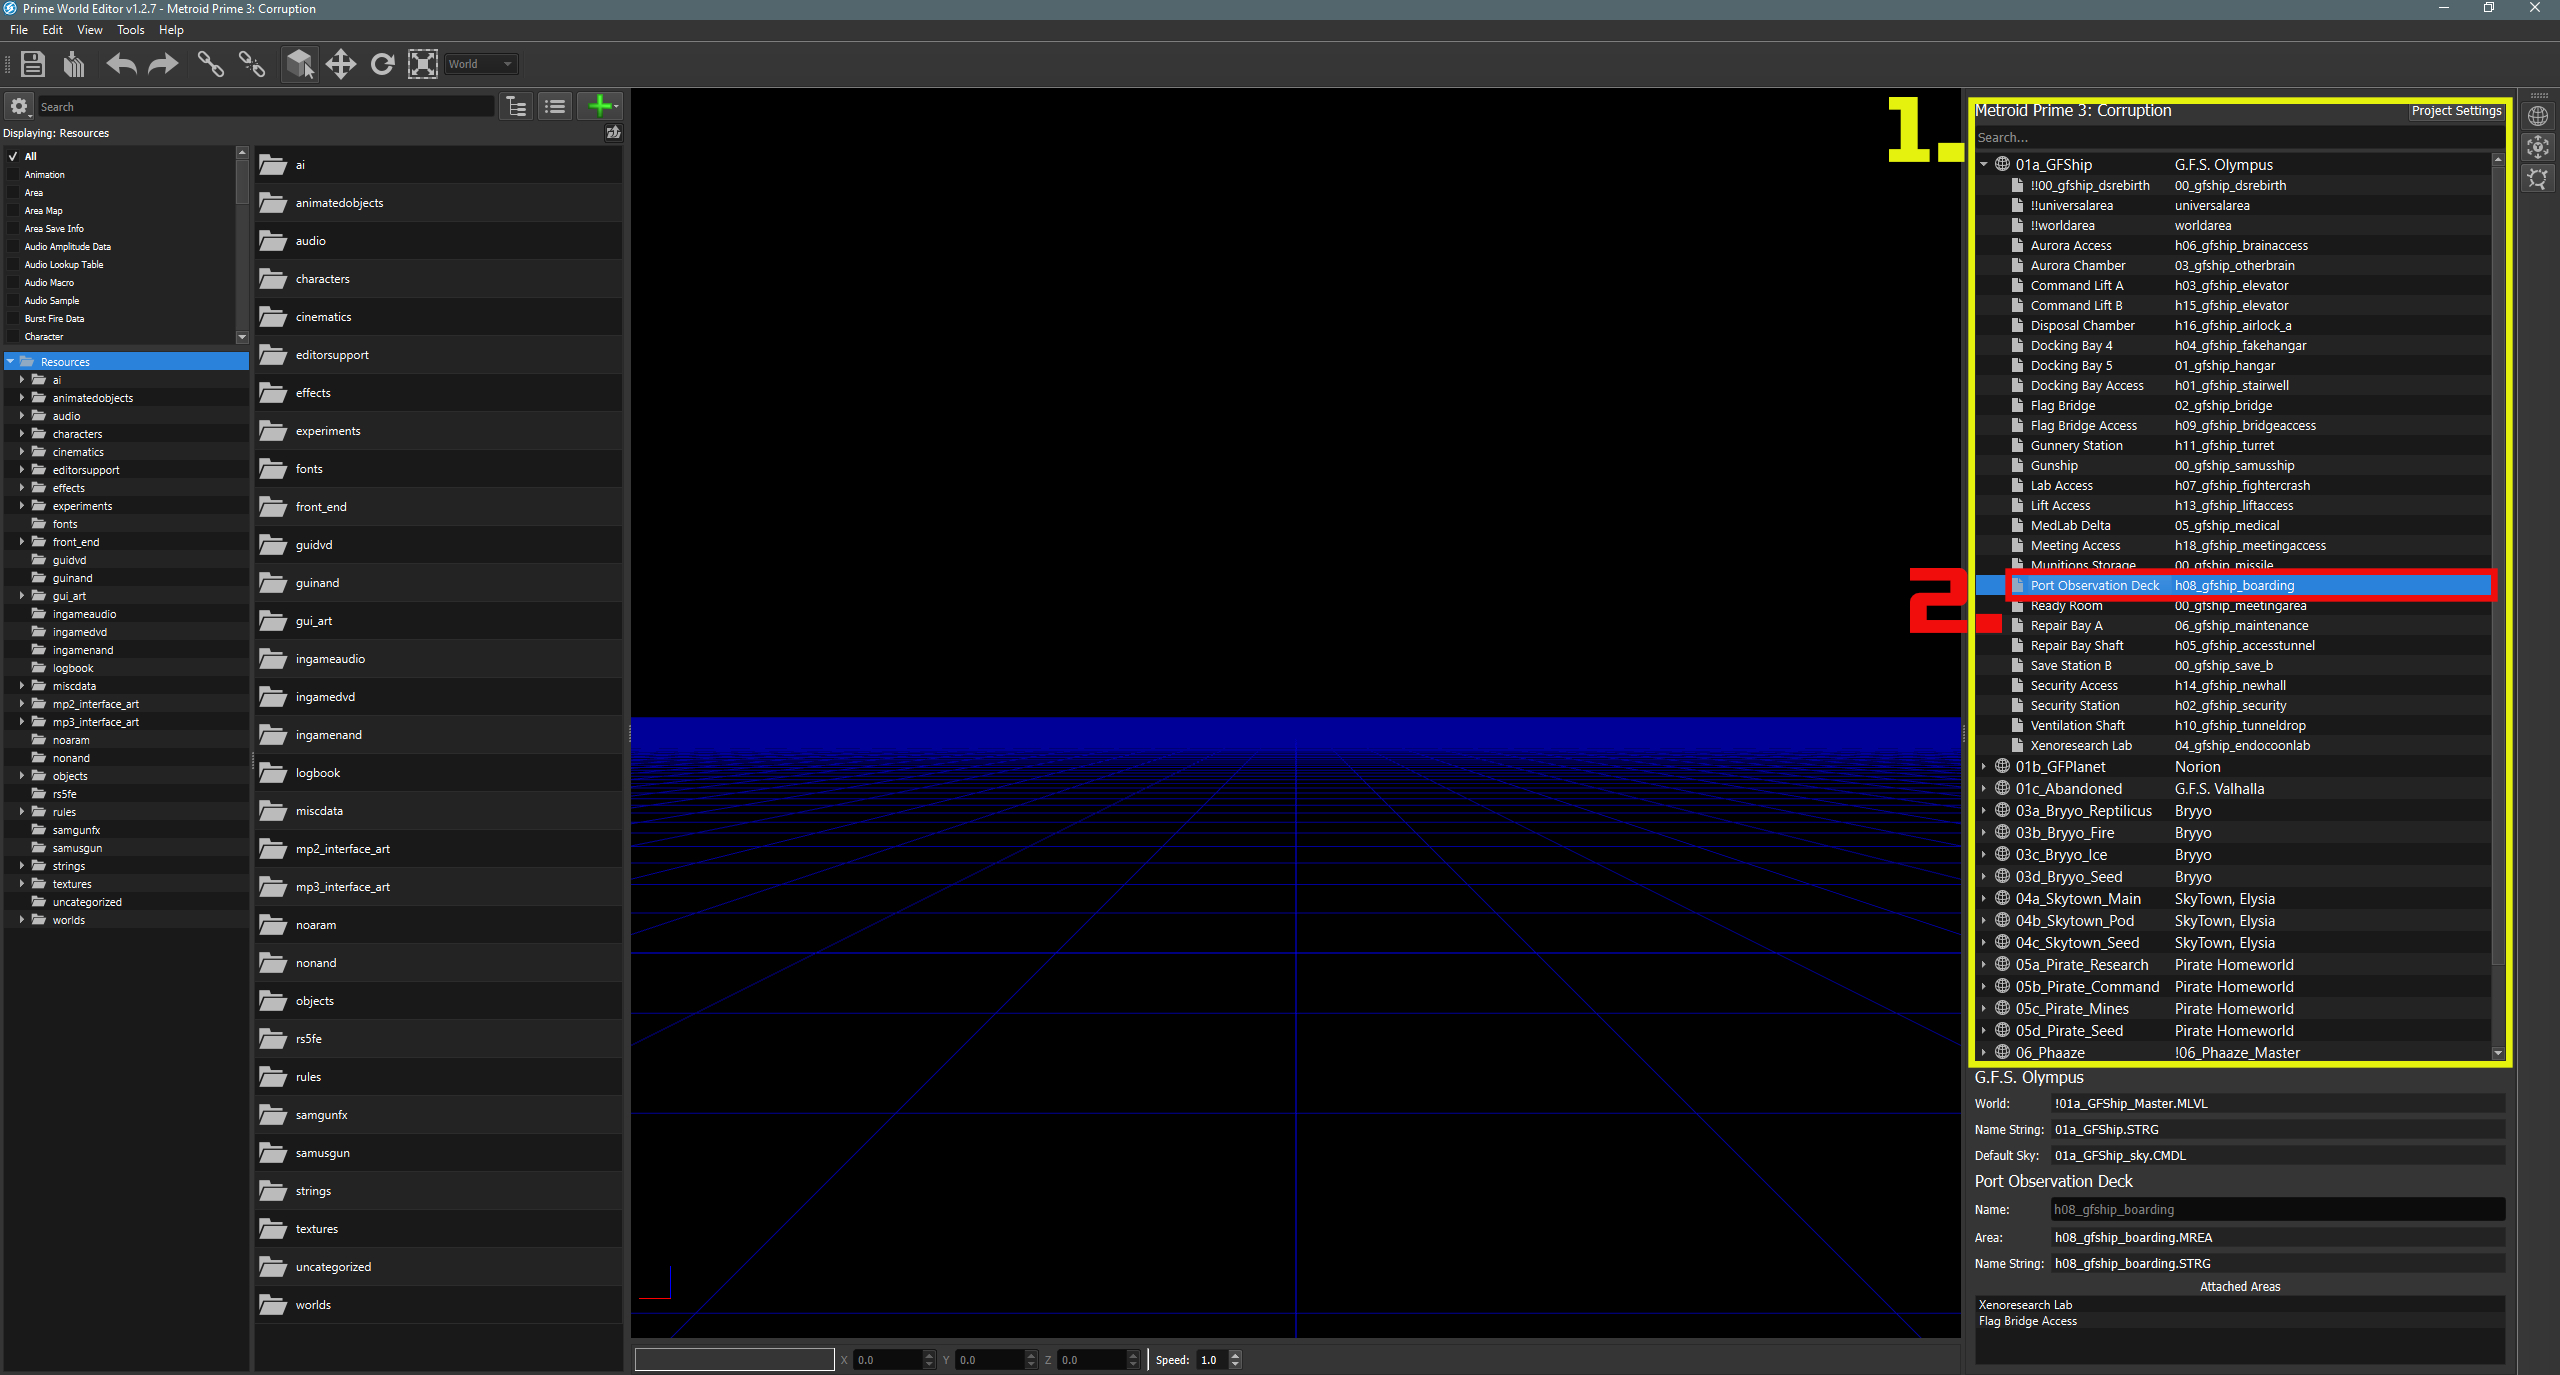 Prime World Editor v1.2.7 - Metroid Prime 3: Corruption
File Edit View Tools Help
World
Search
Displaying: Resources
All
Animation
Area
Area Map
Area Save Info
Audio Amplitude Data
Audio Lookup Table
Audio Macro
Audio Sample
Burst Fire Data
Character
Resources
ai
animatedobjects
audio
characters
cinematics
editorsupport
effects
experiments
fonts
front_end
guidvd
guinand
gui_art
ingameaudio
ingamedvd
ingamenand
logbook
miscdata
mp2_interface_art
mp3_interface_art
noaram
nonand
objects
rs5fe
rules
samgunfx
samusgun
strings
textures
uncategorized
worlds
ai
animatedobjects
audio
characters
cinematics
editorsupport
effects
experiments
fonts
front_end
guidvd
guinand
gui_art
ingameaudio
ingamedvd
ingamenand
logbook
miscdata
mp2_interface_art
mp3_interface_art
noaram
nonand
objects
rs5fe
rules
samgunfx
samusgun
strings
textures
uncategorized
worlds
X 0.0 Y 0.0 Z 0.0 Speed: 1.0
1.
2.
Metroid Prime 3: Corruption Project Settings
Search...
01a_GFShip G.F.S. Olympus
!!00_gfship_dsrebirth 00_gfship_dsrebirth
!!universalarea universalarea
!!worldarea worldarea
Aurora Access h06_gfship_brainaccess
Aurora Chamber 03_gfship_otherbrain
Command Lift A h03_gfship_elevator
Command Lift B h15_gfship_elevator
Disposal Chamber h16_gfship_airlock_a
Docking Bay 4 h04_gfship_fakehangar
Docking Bay 5 01_gfship_hangar
Docking Bay Access h01_gfship_stairwell
Flag Bridge 02_gfship_bridge
Flag Bridge Access h09_gfship_bridgeaccess
Gunnery Station h11_gfship_turret
Gunship 00_gfship_samusship
Lab Access h07_gfship_fightercrash
Lift Access h13_gfship_liftaccess
MedLab Delta 05_gfship_medical
Meeting Access h18_gfship_meetingaccess
Munitions Storage 00_gfship_missile
Port Observation Deck h08_gfship_boarding
Ready Room 00_gfship_meetingarea
Repair Bay A 06_gfship_maintenance
Repair Bay Shaft h05_gfship_accesstunnel
Save Station B 00_gfship_save_b
Security Access h14_gfship_newhall
Security Station h02_gfship_security
Ventilation Shaft h10_gfship_tunneldrop
Xenoresearch Lab 04_gfship_endocoonlab
01b_GFPlanet Norion
01c_Abandoned G.F.S. Valhalla
03a_Bryyo_Reptilicus Bryyo
03b_Bryyo_Fire Bryyo
03c_Bryyo_Ice Bryyo
03d_Bryyo_Seed Bryyo
04a_Skytown_Main SkyTown, Elysia
04b_Skytown_Pod SkyTown, Elysia
04c_Skytown_Seed SkyTown, Elysia
05a_Pirate_Research Pirate Homeworld
05b_Pirate_Command Pirate Homeworld
05c_Pirate_Mines Pirate Homeworld
05d_Pirate_Seed Pirate Homeworld
06_Phaaze !06_Phaaze_Master
G.F.S. Olympus
World: !01a_GFShip_Master.MLVL
Name String: 01a_GFShip.STRG
Default Sky: 01a_GFShip_sky.CMDL
Port Observation Deck
Name: h08_gfship_boarding
Area: h08_gfship_boarding.MREA
Name String: h08_gfship_boarding.STRG
Attached Areas
Xenoresearch Lab
Flag Bridge Access